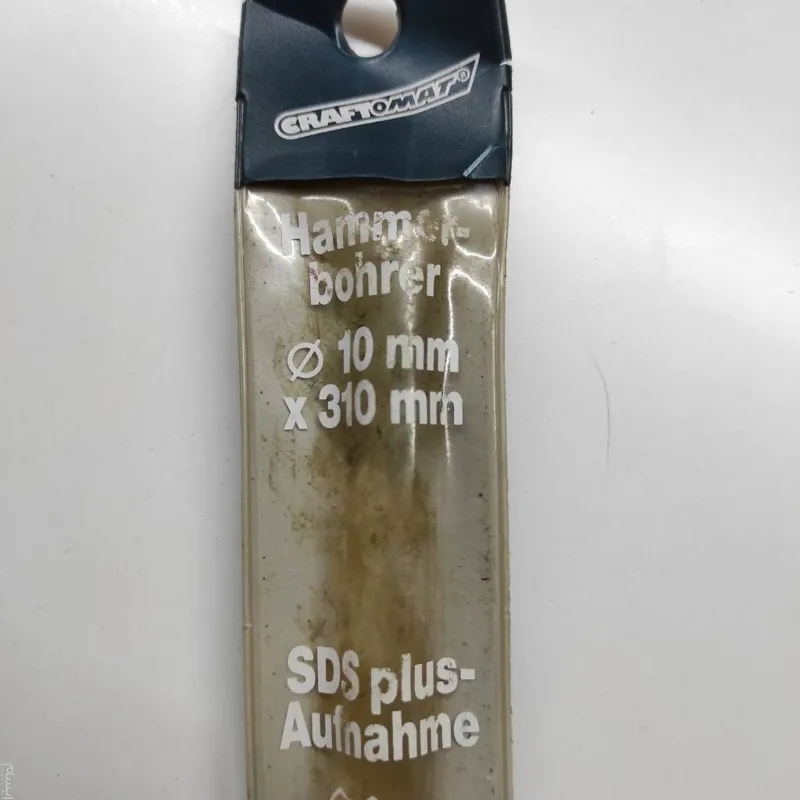 CRAFTOMAT®
Hammer-
bohrer
Ø 10 mm
x 310 mm
SDS plus-
Aufnahme